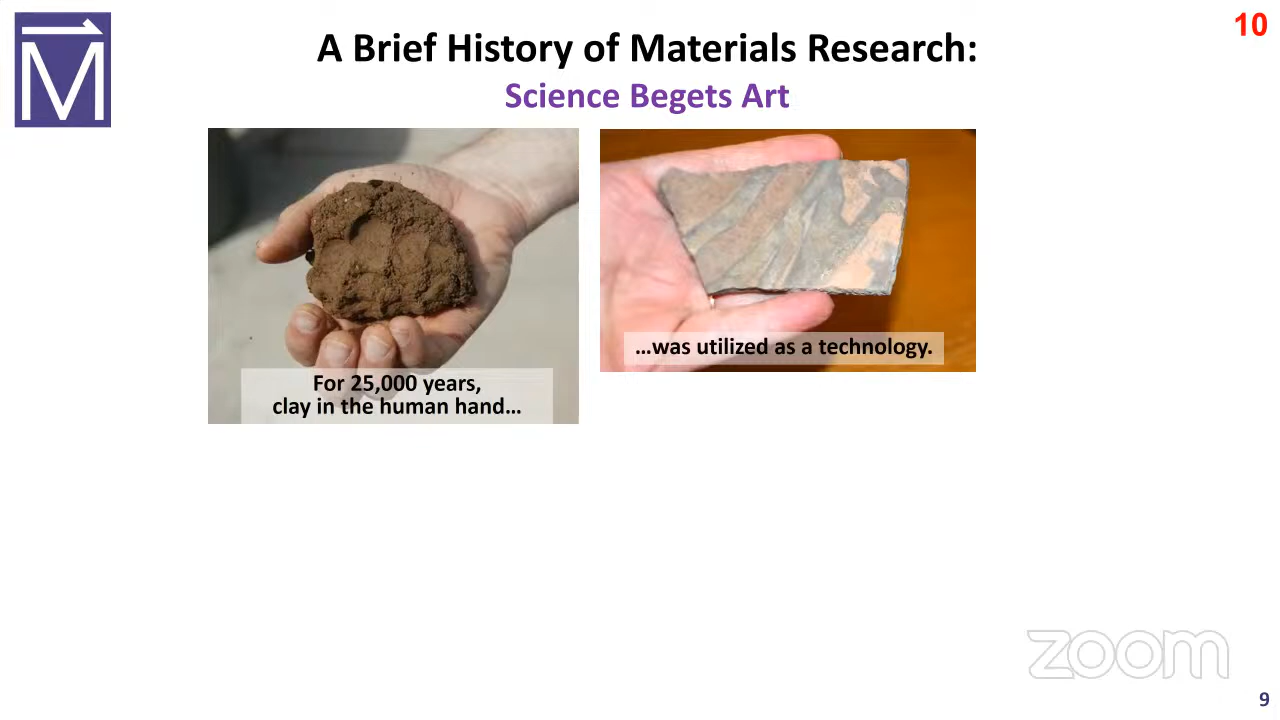 10
M
A Brief History of Materials Research:
Science Begets Art
For 25,000 years,
clay in the human hand…
…was utilized as a technology.
zoom
9